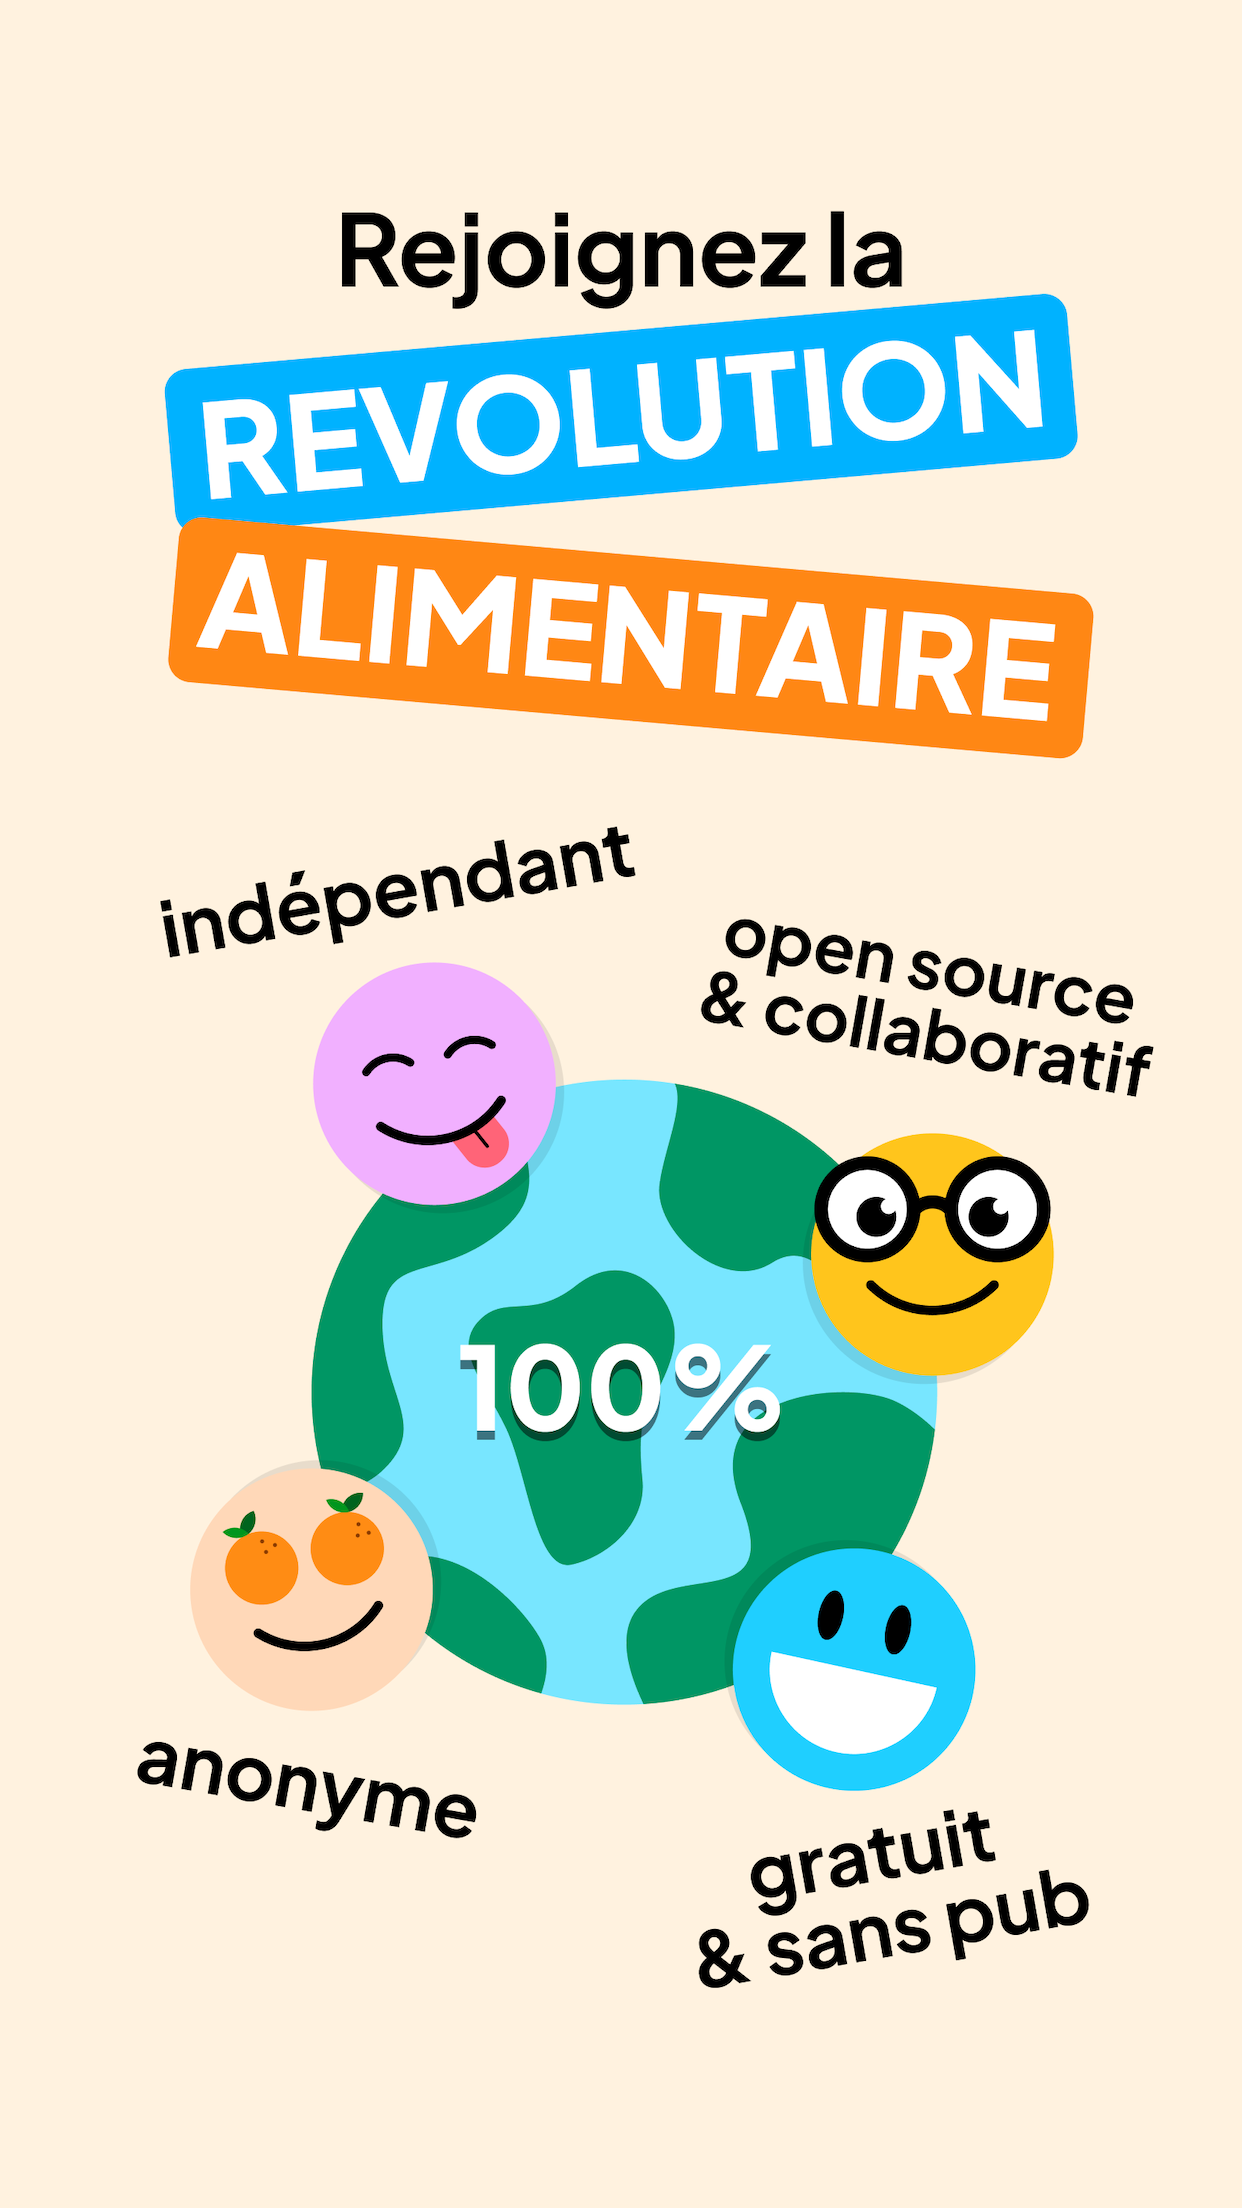 Rejoignez la
REVOLUTION
ALIMENTAIRE
indépendant
open source
& collaboratif
100%
anonyme
gratuit
& sans pub